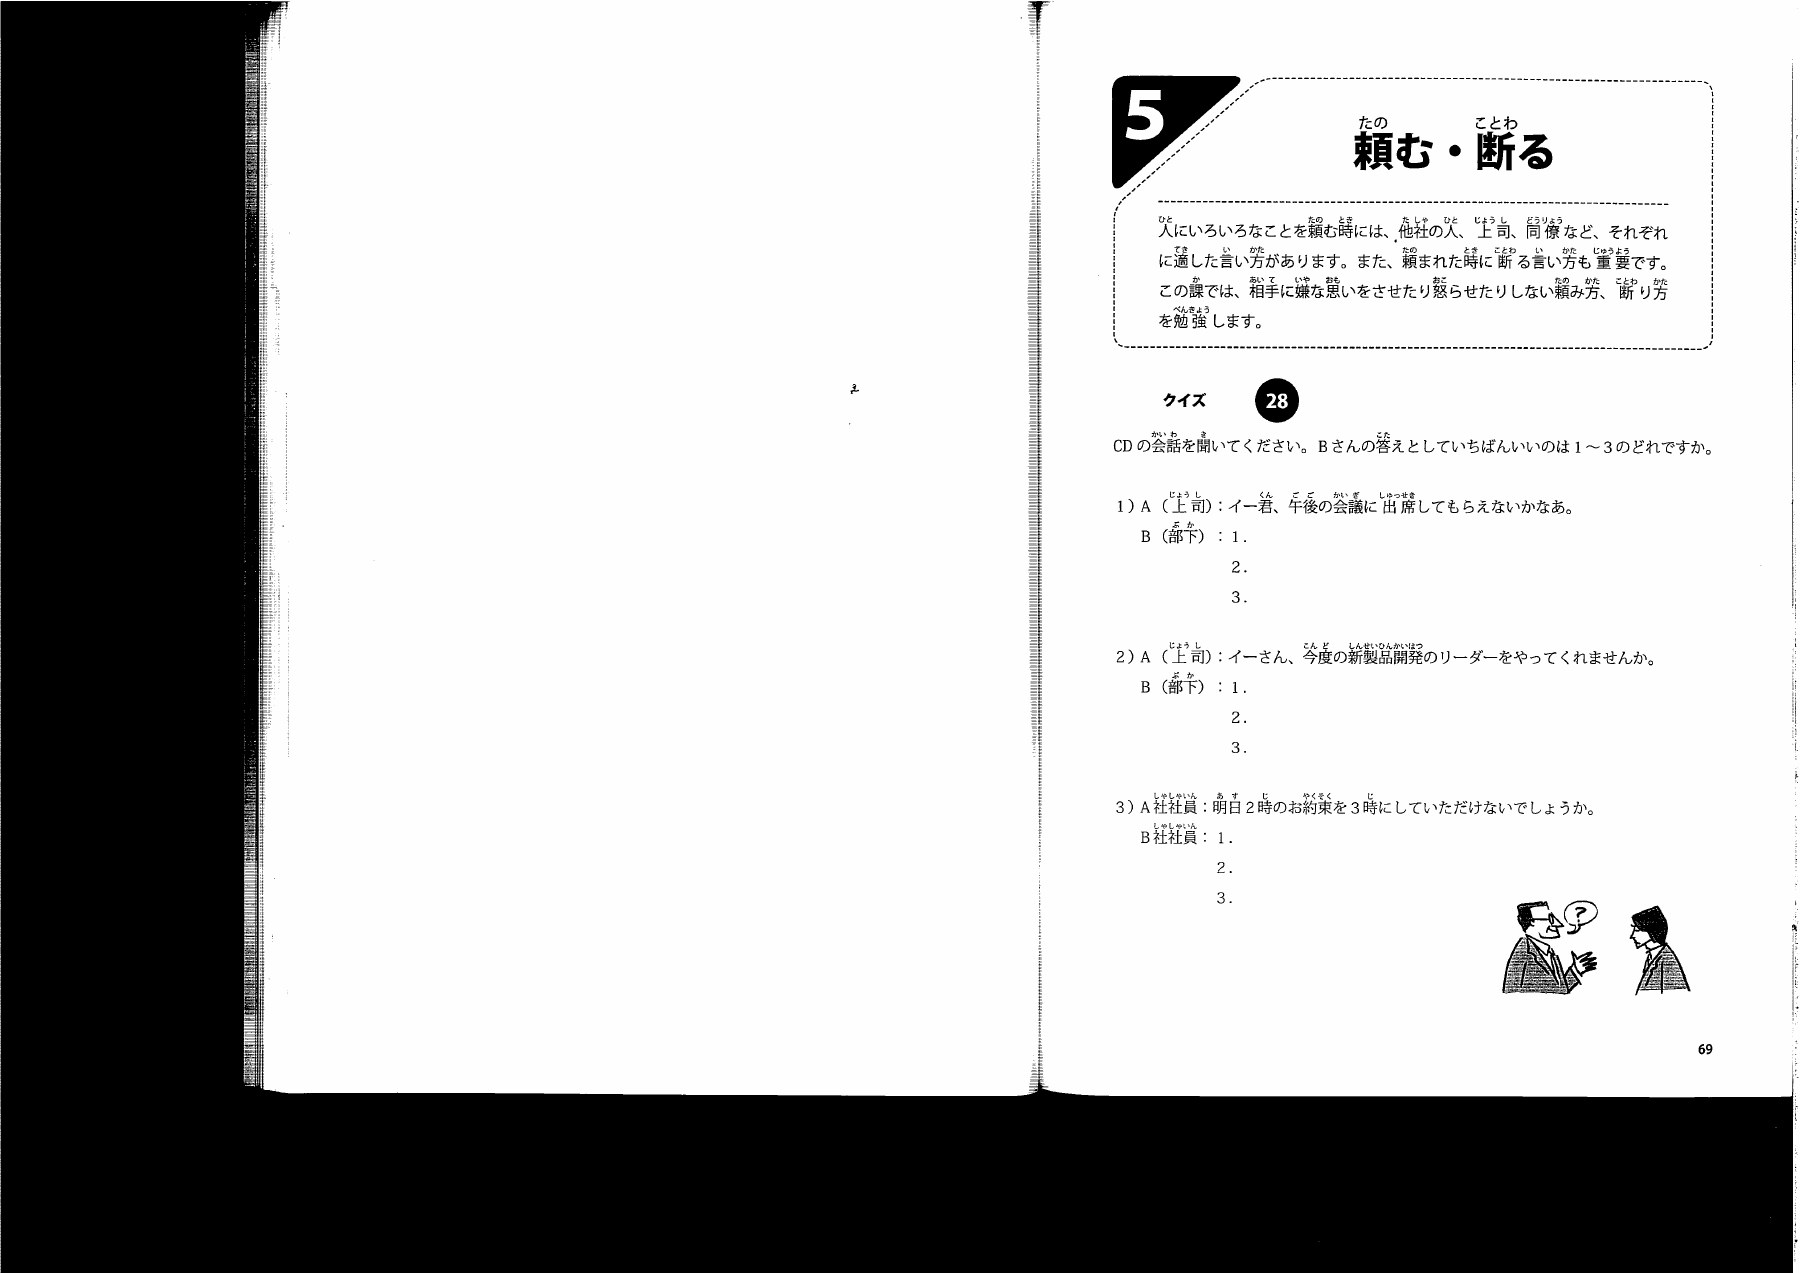 5
頼む・断る
人にいろいろなことを頼む時には、他社の人、上司、同僚など、それぞれ
に適した言い方があります。また、頼まれた時に断る言い方も重要です。
この課では、相手に嫌な思いをさせたり怒らせたりしない頼み方、断り方
を勉強します。
クイズ 28
CDの会話を聞いてください。Bさんの答えとしていちばんいいのは1～3のどれですか。
1）A（上司）：イー君、午後の会議に出席してもらえないかなあ。
B（部下）：1.
2.
3.
2）A（上司）：イーさん、今度の新製品開発のリーダーをやってくれませんか。
B（部下）：1.
2.
3.
3）A社社員：明日2時のお約束を3時にしていただけないでしょうか。
B社社員：1.
2.
3.
?
69